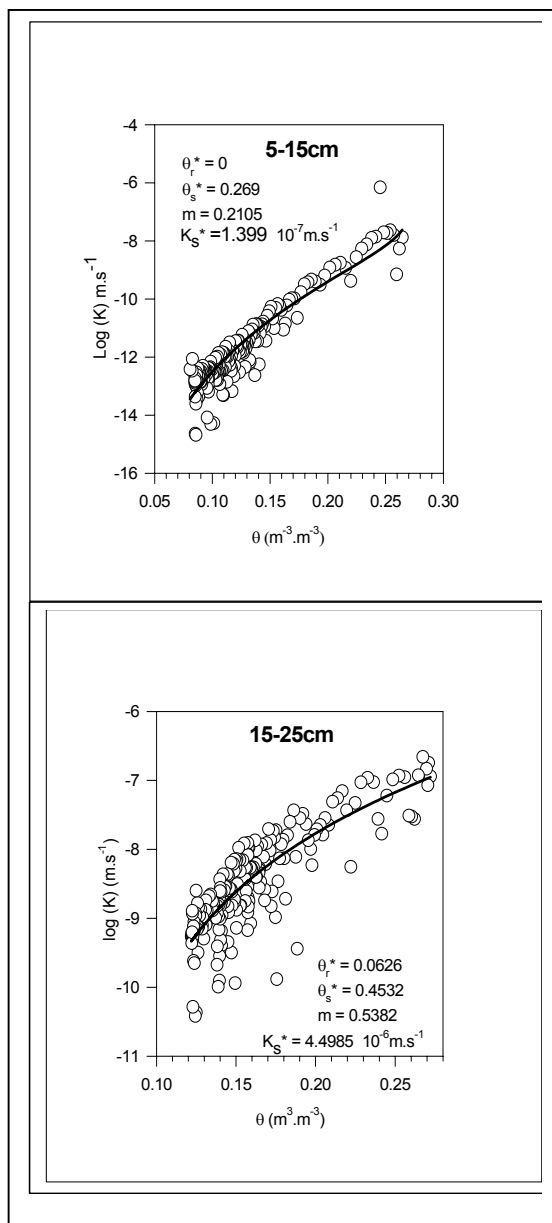 -4
5-15cm
θr* = 0
-6
θs* = 0.269
m = 0.2105
KS* =1.399 10-7m.s-1
-8
Log (K) m.s-1
-10
-12
-14
-16
0.05 0.10 0.15 0.20 0.25 0.30
θ (m-3.m-3)
-6
15-25cm
-7
log (K) (m.s-1)
-8
-9
θr* = 0.0626
θs* = 0.4532
-10
m = 0.5382
KS* = 4.4985 10-6m.s-1
-11
0.10 0.15 0.20 0.25
θ (m3.m-3)